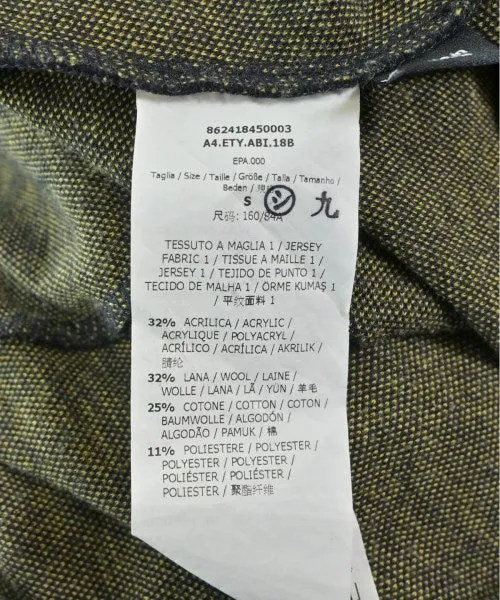 862418450003
A4.ETY.ABI.18B
EPA.000
Taglia / Size / Taille / Größe / Talla / Tamanho /
Beden /
S シ 九
尺码: 160/84A
TESSUTO A MAGLIA 1 / JERSEY
FABRIC 1 / TISSUE A MAILLE 1 /
JERSEY 1 / TEJIDO DE PUNTO 1 /
TECIDO DE MALHA 1 / ÖRME KUMAŞ 1
/ 平纹面料 1
32% ACRILICA / ACRYLIC /
ACRYLIQUE / POLYACRYL /
ACRÍLICO / ACRÍLICA / AKRILIK /
腈纶
32% LANA / WOOL / LAINE /
WOLLE / LANA / LÃ / YÜN / 羊毛
25% COTONE / COTTON / COTON /
BAUMWOLLE / ALGODÓN /
ALGODÃO / PAMUK / 棉
11% POLIESTERE / POLYESTER /
POLYESTER / POLYESTER /
POLIÉSTER / POLIÉSTER /
POLIESTER / 聚酯纤维